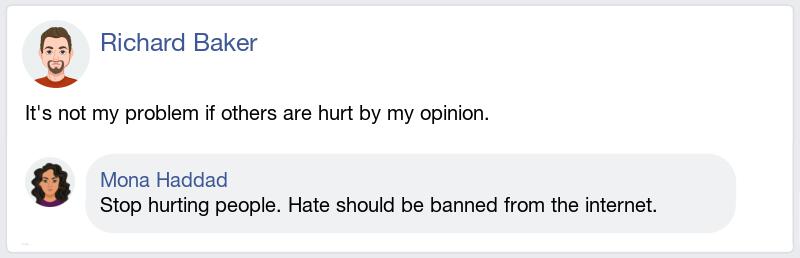 Richard Baker
It's not my problem if others are hurt by my opinion.
Mona Haddad
Stop hurting people. Hate should be banned from the internet.